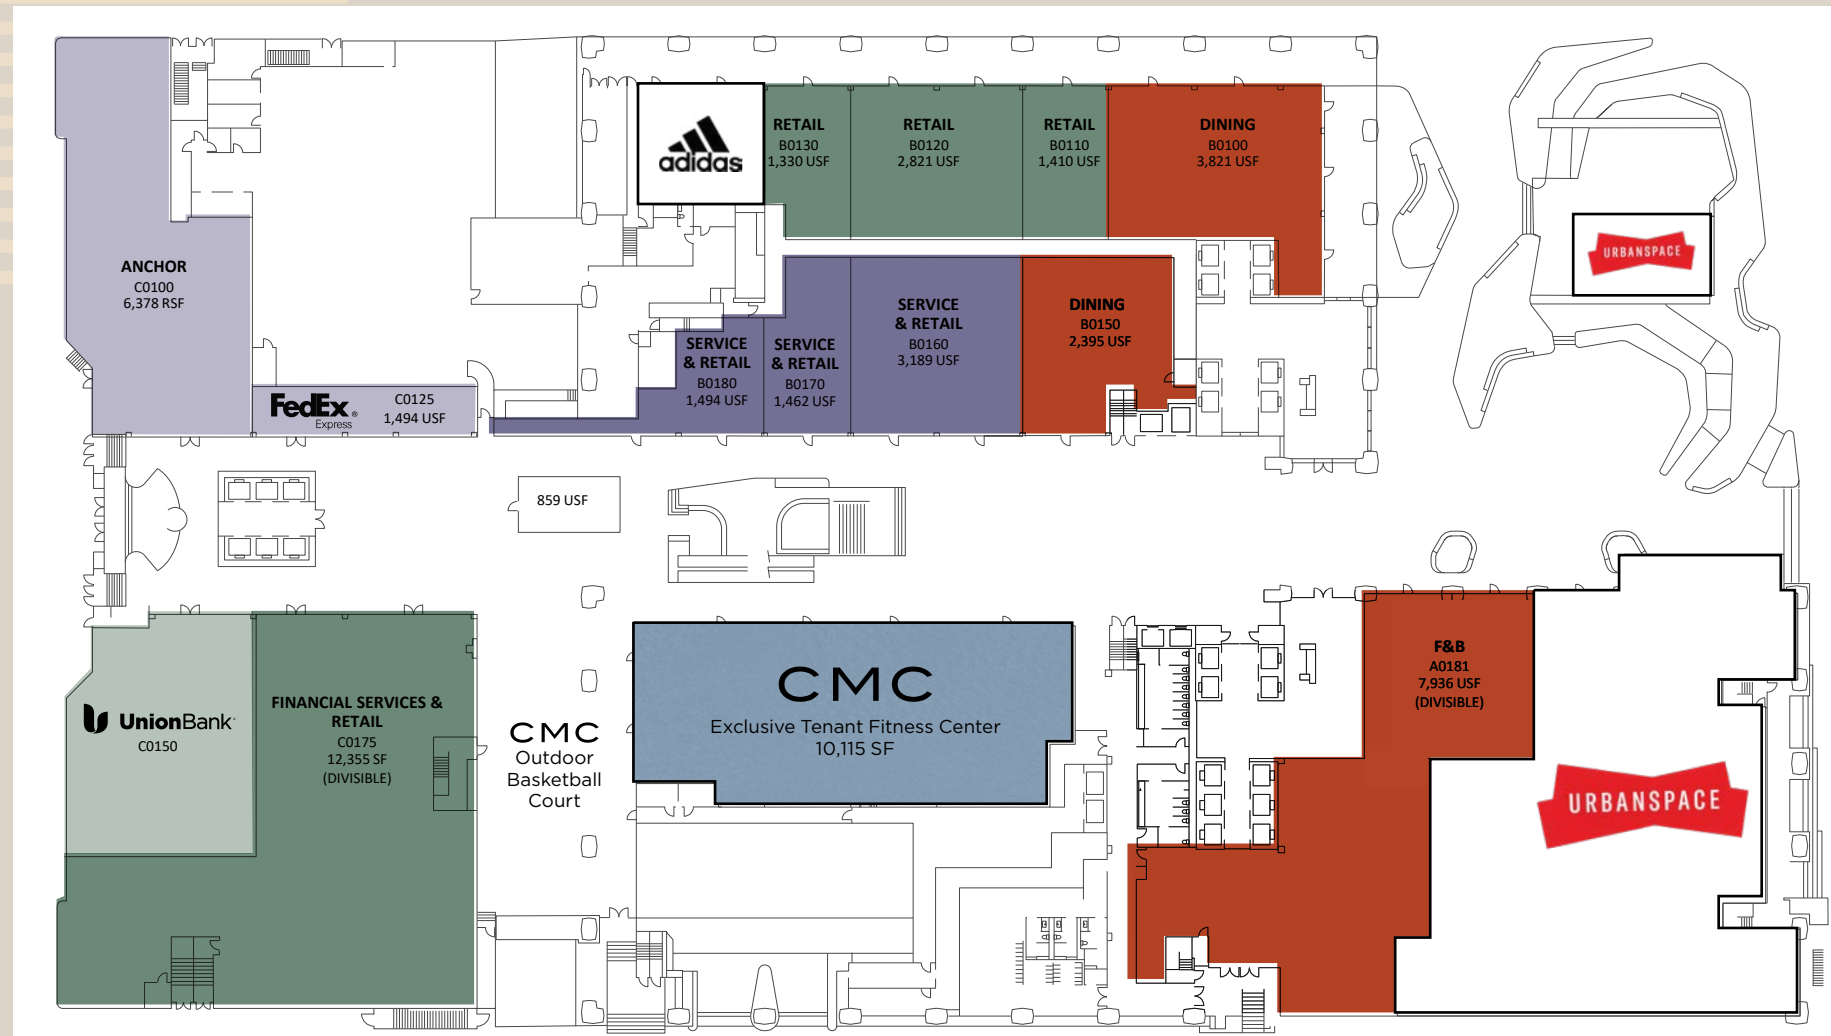 adidas
RETAIL
B0130
1,330 USF
RETAIL
B0120
2,821 USF
RETAIL
B0110
1,410 USF
DINING
B0100
3,821 USF
URBANSPACE
ANCHOR
C0100
6,378 RSF
SERVICE
& RETAIL
B0180
1,494 USF
SERVICE
& RETAIL
B0170
1,462 USF
SERVICE
& RETAIL
B0160
3,189 USF
DINING
B0150
2,395 USF
FedEx®
Express
C0125
1,494 USF
859 USF
UnionBank
C0150
FINANCIAL SERVICES &
RETAIL
C0175
12,355 SF
(DIVISIBLE)
CMC
Outdoor
Basketball
Court
CMC
Exclusive Tenant Fitness Center
10,115 SF
F&B
A0181
7,936 USF
(DIVISIBLE)
URBANSPACE